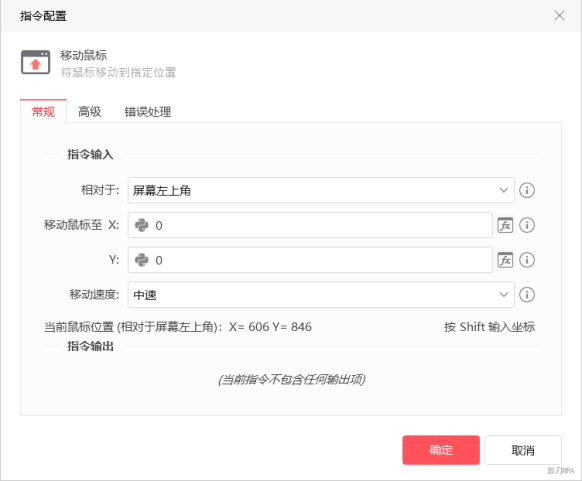 指令配置
移动鼠标
将鼠标移动到指定位置
常规 高级 错误处理
指令输入
相对于: 屏幕左上角
移动鼠标至 X: 0 fx
Y: 0 fx
移动速度: 中速
当前鼠标位置 (相对于屏幕左上角): X= 606 Y= 846 按 Shift 输入坐标
指令输出
(当前指令不包含任何输出项)
确定 取消
影刀RPA